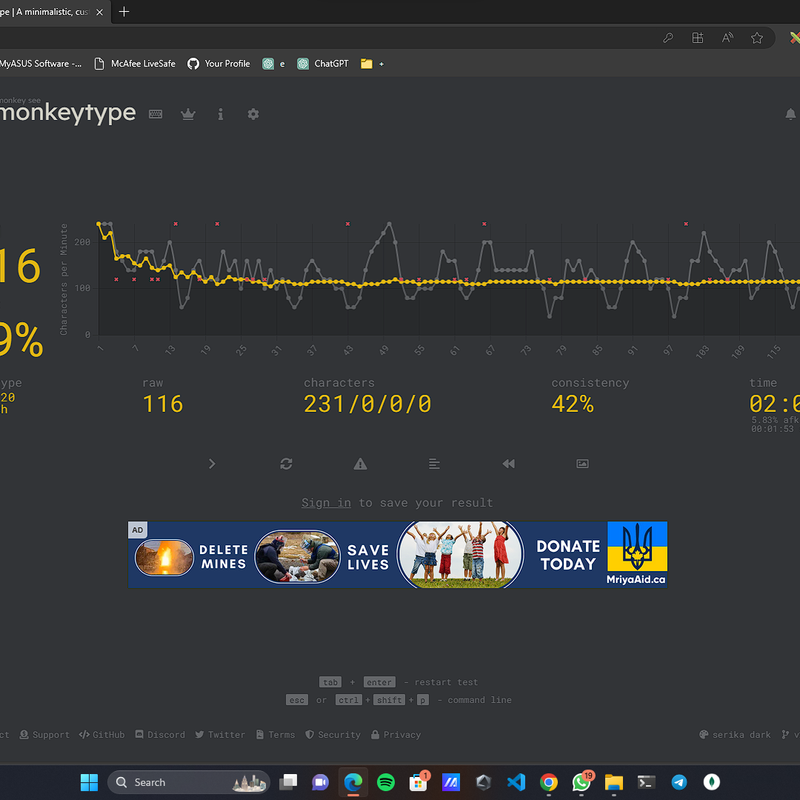 pe | A minimalistic, cus
MyASUS Software -...
McAfee LiveSafe
Your Profile
e
ChatGPT
+
monkey see
monkeytype
16
9%
Characters per Minute
200
100
0
1 7 13 19 25 31 37 43 49 55 61 67 73 79 85 91 97 103 109 115
ype
20
h
raw
116
characters
231/0/0/0
consistency
42%
time
02:0
5.83% afk
00:01:53
Sign in to save your result
AD
DELETE MINES
SAVE LIVES
DONATE TODAY
MriyaAid.ca
tab + enter - restart test
esc or ctrl + shift + p - command line
ct Support GitHub Discord Twitter Terms Security Privacy serika dark v
Search
1
19